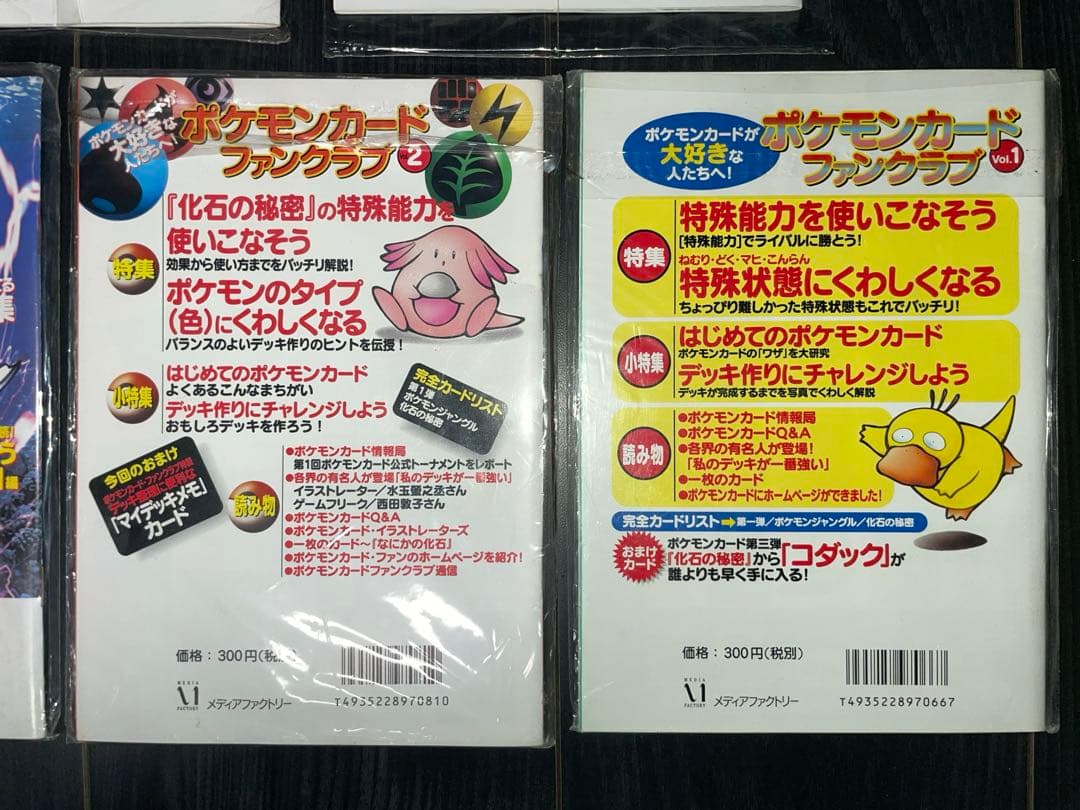 ポケモンカードが
大好きな
人たちへ!
ポケモンカード
ファンクラブ
2
『化石の秘密』の特殊能力を
使いこなそう
特集
効果から使い方までをバッチリ解説!
ポケモンのタイプ
(色)にくわしくなる
バランスのよいデッキ作りのヒントを伝授!
小特集
はじめてのポケモンカード
よくあるこんなまちがい
デッキ作りにチャレンジしよう
おもしろデッキを作ろう!
完全カードリスト
第1弾
ポケモンジャングル
化石の秘密
今回のおまけ
ポケモンカード・ファンクラブ特製
デッキ管理に便利な
「マイデッキメモ」
カード
読み物
●ポケモンカード情報局
第1回ポケモンカード公式トーナメントをレポート
●各界の有名人が登場「私のデッキが一番強い」
イラストレーター/水玉螢之丞さん
ゲームフリーク/西田敦子さん
●ポケモンカードQ&A
●ポケモンカード・イラストレーターズ
●一枚のカード〜「なにかの化石」
●ポケモンカード・ファンのホームページを紹介!
●ポケモンカードファンクラブ通信
価格:300円(税
MEDIA
FACTORY
メディアファクトリー
T4935228970810
ポケモンカードが
大好きな
人たちへ!
ポケモンカード
ファンクラブ
Vol.1
特集
特殊能力を使いこなそう
[特殊能力]でライバルに勝とう!
ねむり・どく・マヒ・こんらん
特殊状態にくわしくなる
ちょっぴり難しかった特殊状態もこれでバッチリ!
小特集
はじめてのポケモンカード
ポケモンカードの「ワザ」を大研究
デッキ作りにチャレンジしよう
デッキが完成するまでを写真でくわしく解説
読み物
●ポケモンカード情報局
●ポケモンカードQ&A
●各界の有名人が登場!
「私のデッキが一番強い」
●一枚のカード
●ポケモンカードにホームページができました!
完全カードリスト➡第一弾/ポケモンジャングル/化石の秘密
おまけ
カード
ポケモンカード第三弾
『化石の秘密』から「コダック」が
誰よりも早く手に入る!
価格:300円(税別)
MEDIA
FACTORY
メディアファクトリー
T4935228970667